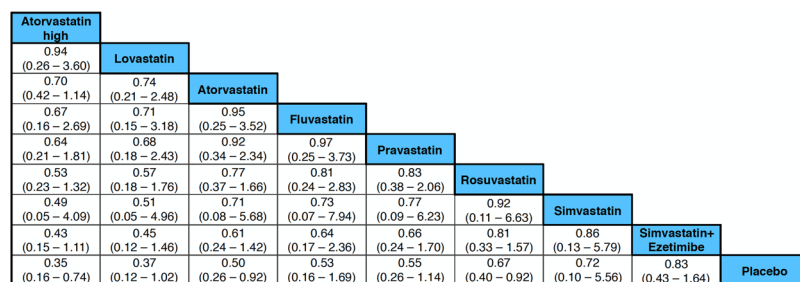 Atorvastatin
high
0.94
(0.26 – 3.60)
Lovastatin
0.70
(0.42 – 1.14)
0.74
(0.21 – 2.48)
Atorvastatin
0.67
(0.16 – 2.69)
0.71
(0.15 – 3.18)
0.95
(0.25 – 3.52)
Fluvastatin
0.64
(0.21 – 1.81)
0.68
(0.18 – 2.43)
0.92
(0.34 – 2.34)
0.97
(0.25 – 3.73)
Pravastatin
0.53
(0.23 – 1.32)
0.57
(0.18 – 1.76)
0.77
(0.37 – 1.66)
0.81
(0.24 – 2.83)
0.83
(0.38 – 2.06)
Rosuvastatin
0.49
(0.05 – 4.09)
0.51
(0.05 – 4.96)
0.71
(0.08 – 5.68)
0.73
(0.07 – 7.94)
0.77
(0.09 – 6.23)
0.92
(0.11 – 6.63)
Simvastatin
0.43
(0.15 – 1.11)
0.45
(0.12 – 1.46)
0.61
(0.24 – 1.42)
0.64
(0.17 – 2.36)
0.66
(0.24 – 1.70)
0.81
(0.33 – 1.57)
0.86
(0.13 – 5.79)
Simvastatin+
Ezetimibe
0.35
(0.16 – 0.74)
0.37
(0.12 – 1.02)
0.50
(0.26 – 0.92)
0.53
(0.16 – 1.69)
0.55
(0.26 – 1.14)
0.67
(0.40 – 0.92)
0.72
(0.10 – 5.56)
0.83
(0.43 – 1.64)
Placebo